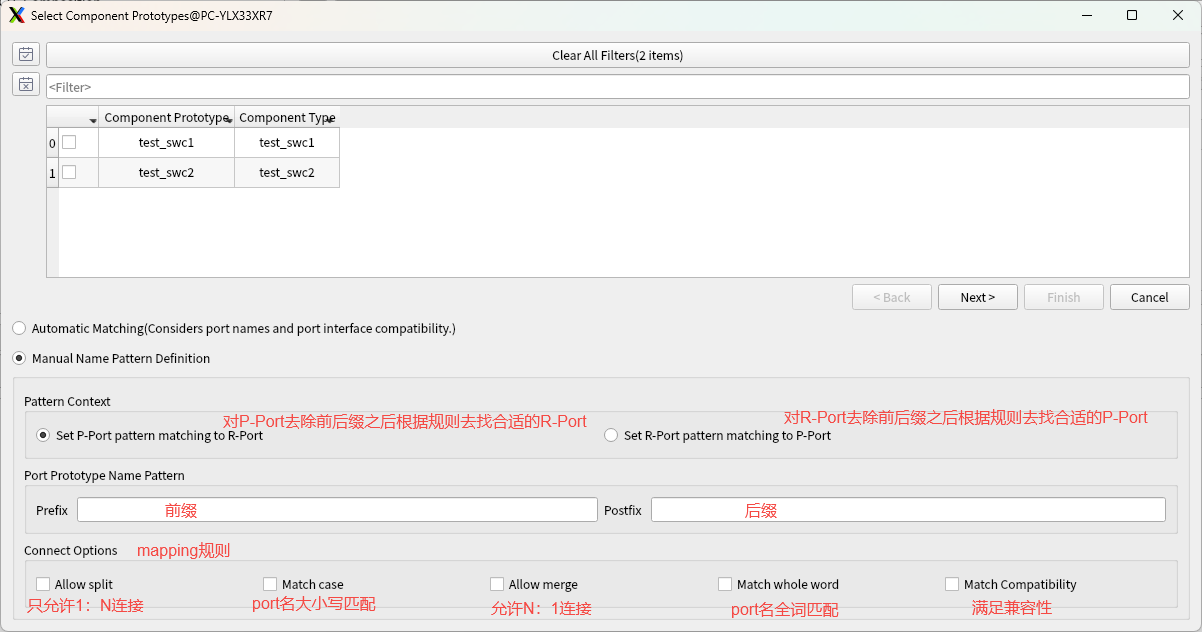 Select Component Prototypes@PC-YLX33XR7
Clear All Filters(2 items)
<Filter>
Component Prototype Component Type
0 test_swc1 test_swc1
1 test_swc2 test_swc2
< Back Next > Finish Cancel
Automatic Matching(Considers port names and port interface compatibility.)
Manual Name Pattern Definition
Pattern Context
对P-Port去除前后缀之后根据规则去找合适的R-Port 对R-Port去除前后缀之后根据规则去找合适的P-Port
Set P-Port pattern matching to R-Port Set R-Port pattern matching to P-Port
Port Prototype Name Pattern
Prefix 前缀 Postfix 后缀
Connect Options mapping规则
Allow split Match case Allow merge Match whole word Match Compatibility
只允许1：N连接 port名大小写匹配 允许N：1连接 port名全词匹配 满足兼容性